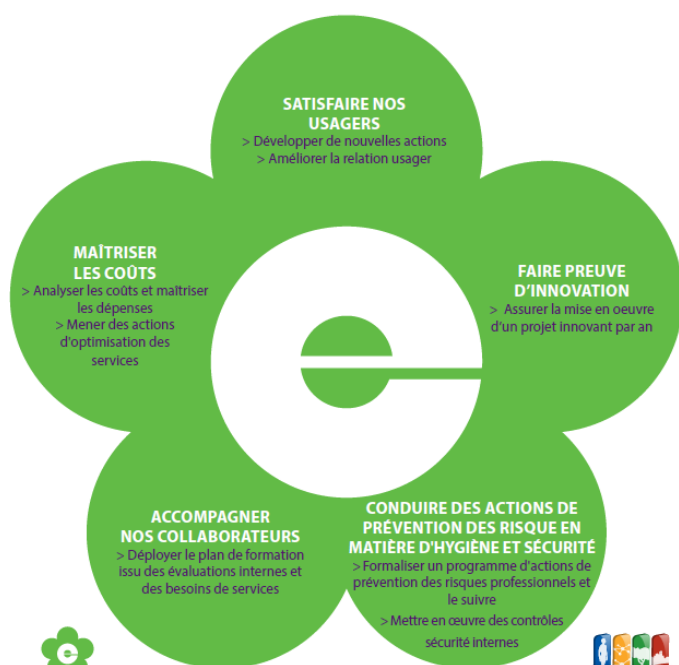 SATISFAIRE NOS
USAGERS
> Développer de nouvelles actions
> Améliorer la relation usager
MAÎTRISER
LES COÛTS
> Analyser les coûts et maîtriser
les dépenses
> Mener des actions
d'optimisation des
services
FAIRE PREUVE
D'INNOVATION
> Assurer la mise en oeuvre
d'un projet innovant par an
ACCOMPAGNER
NOS COLLABORATEURS
> Déployer le plan de formation
issu des évaluations internes et
des besoins de services
CONDUIRE DES ACTIONS DE
PRÉVENTION DES RISQUE EN
MATIÈRE D'HYGIÈNE ET SÉCURITÉ
> Formaliser un programme d'actions de
prévention des risques professionnels et
le suivre
> Mettre en œuvre des contrôles
sécurité internes
e
e